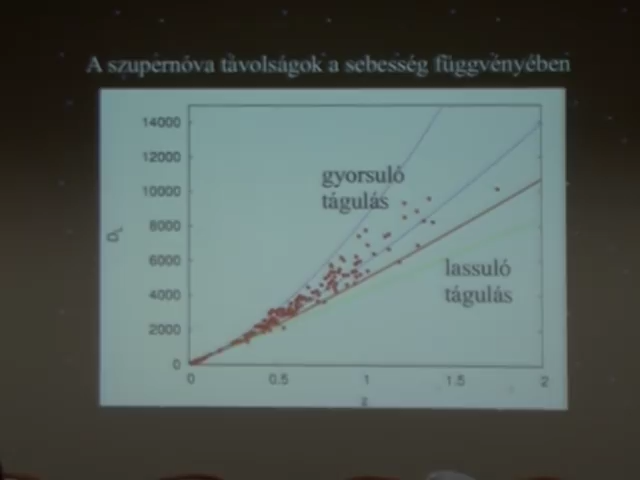 A szupernóva távolságok a sebesség függvényében
14000
12000
10000
8000
6000
4000
2000
0
D_L
gyorsuló
tágulás
lassuló
tágulás
0
0.5
1
1.5
2
z